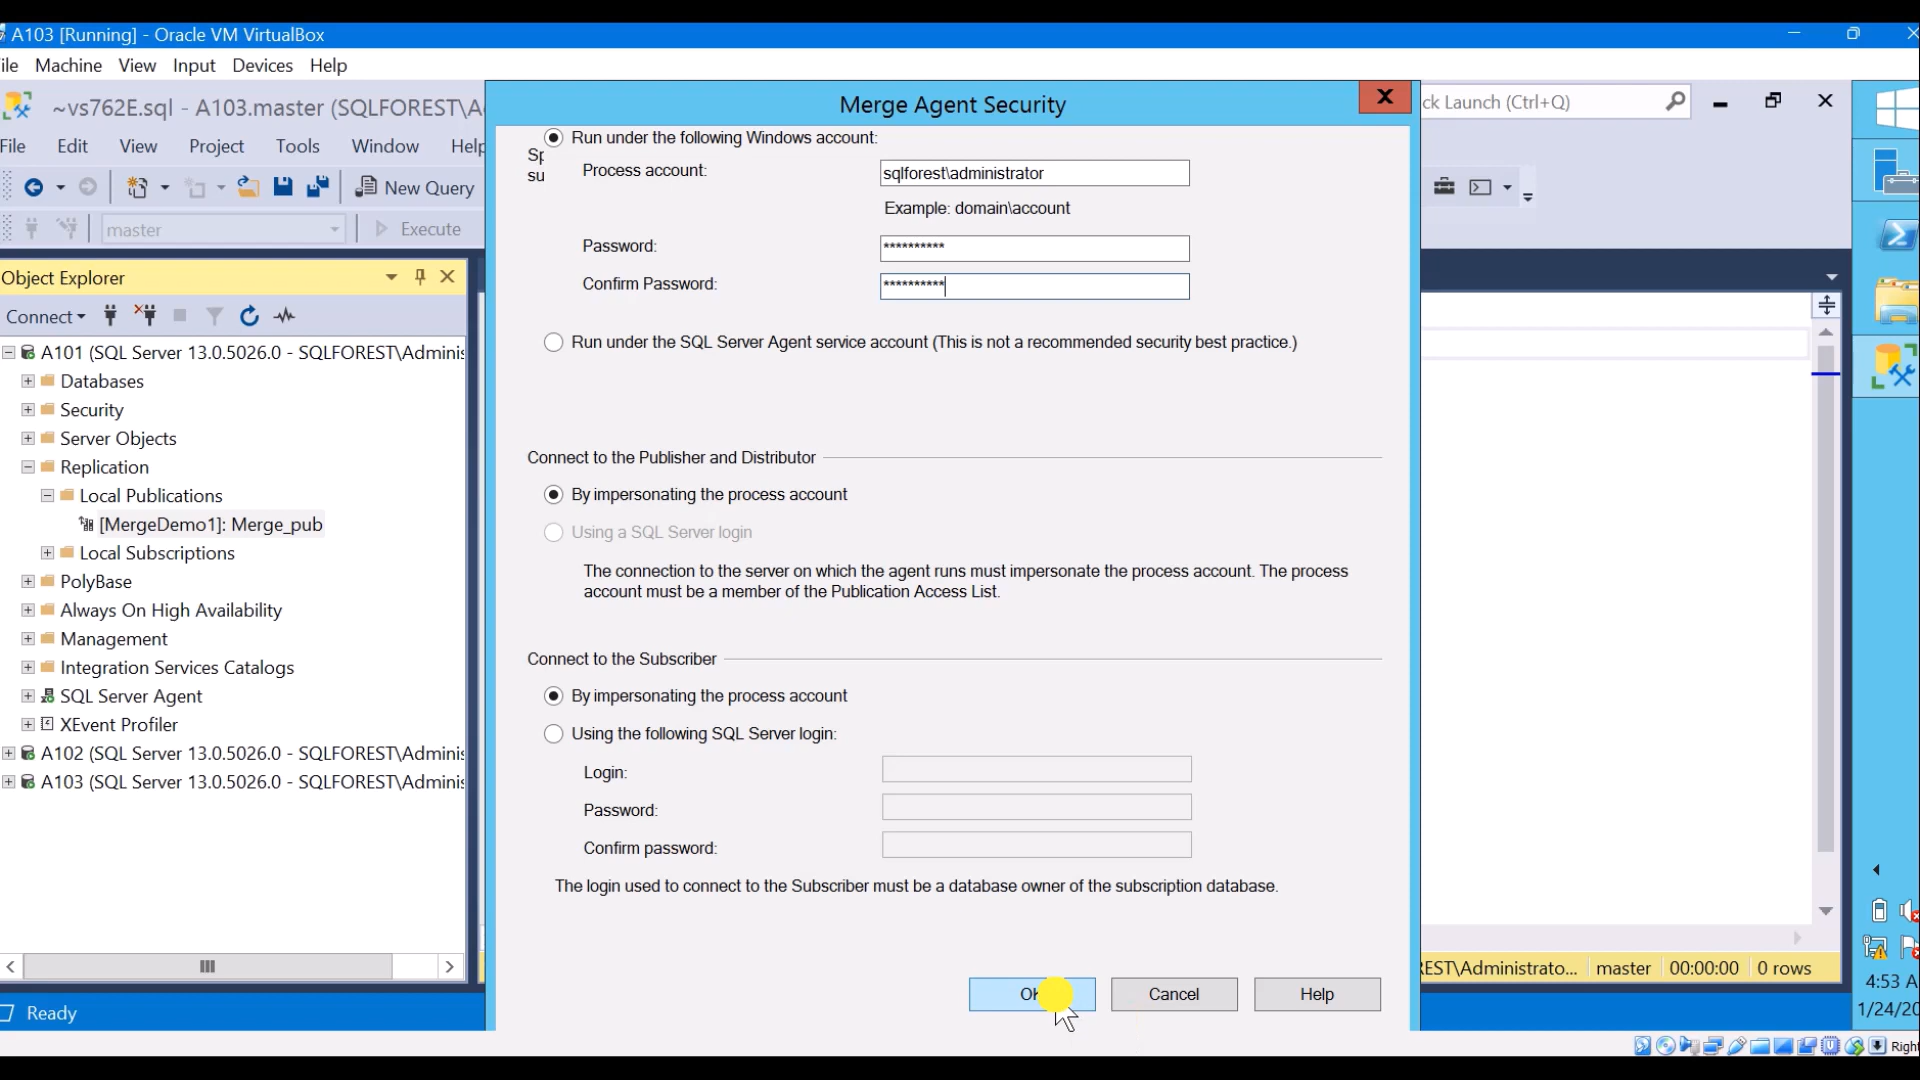 A103 [Running] - Oracle VM VirtualBox
ile Machine View Input Devices Help
~vs762E.sql - A103.master (SQLFOREST\A
Merge Agent Security
ck Launch (Ctrl+Q)
File Edit View Project Tools Window Help
New Query
master
Execute
Object Explorer
Connect
A101 (SQL Server 13.0.5026.0 - SQLFOREST\Adminis
Databases
Security
Server Objects
Replication
Local Publications
[MergeDemo1]: Merge_pub
Local Subscriptions
PolyBase
Always On High Availability
Management
Integration Services Catalogs
SQL Server Agent
XEvent Profiler
A102 (SQL Server 13.0.5026.0 - SQLFOREST\Adminis
A103 (SQL Server 13.0.5026.0 - SQLFOREST\Adminis
Ready
Sp
su
Run under the following Windows account:
Process account:
sqlforest\administrator
Example: domain\account
Password:
**********
Confirm Password:
**********
Run under the SQL Server Agent service account (This is not a recommended security best practice.)
Connect to the Publisher and Distributor
By impersonating the process account
Using a SQL Server login
The connection to the server on which the agent runs must impersonate the process account. The process
account must be a member of the Publication Access List.
Connect to the Subscriber
By impersonating the process account
Using the following SQL Server login:
Login:
Password:
Confirm password:
The login used to connect to the Subscriber must be a database owner of the subscription database.
OK
Cancel
Help
REST\Administrato... master 00:00:00 0 rows
4:53 A
1/24/20
Right